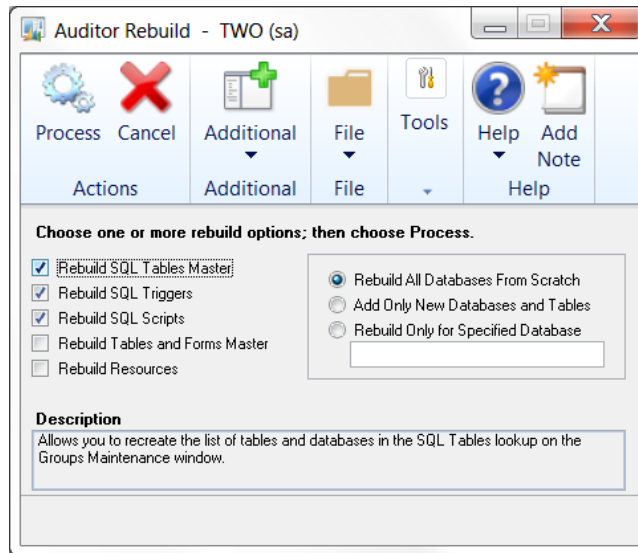 Auditor Rebuild - TWO (sa)
Process
Cancel
Additional
File
Tools
Help
Add Note
Actions
Additional
File
Help
Choose one or more rebuild options; then choose Process.
Rebuild SQL Tables Master
Rebuild SQL Triggers
Rebuild SQL Scripts
Rebuild Tables and Forms Master
Rebuild Resources
Rebuild All Databases From Scratch
Add Only New Databases and Tables
Rebuild Only for Specified Database
Description
Allows you to recreate the list of tables and databases in the SQL Tables lookup on the
Groups Maintenance window.